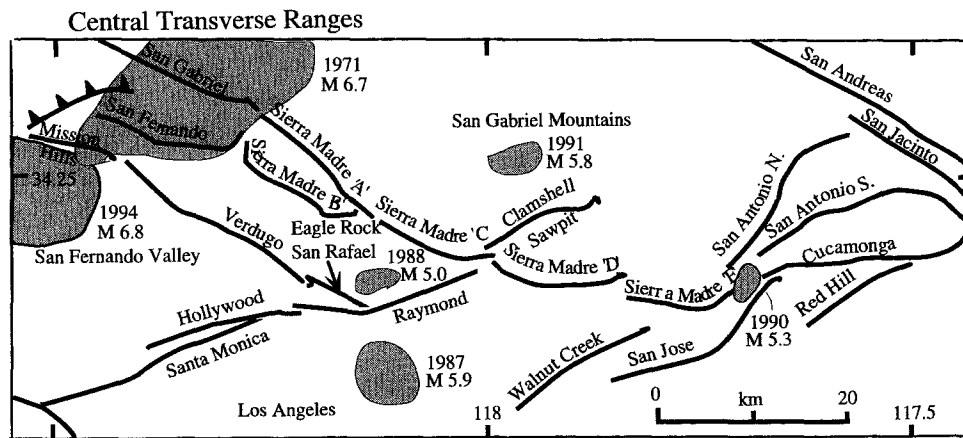 Central Transverse Ranges
San Gabriel
1971
M 6.7
San Andreas
San Fernando
San Jacinto
Mission
Hills
34.25
Sierra Madre 'A'
San Gabriel Mountains
1991
M 5.8
Sierra Madre B'
San Antonio N.
San Antonio S.
Clamshell
Sawpit
1994
M 6.8
Eagle Rock
San Rafael
Sierra Madre 'C
Verdugo
San Fernando Valley
1988
M 5.0
Sierra Madre 'D'
Cucamonga
Sierra Madre 'E'
Hollywood
Raymond
Red Hill
Santa Monica
1990
M 5.3
1987
M 5.9
Walnut Creek
San Jose
0
km
20
Los Angeles
118
117.5